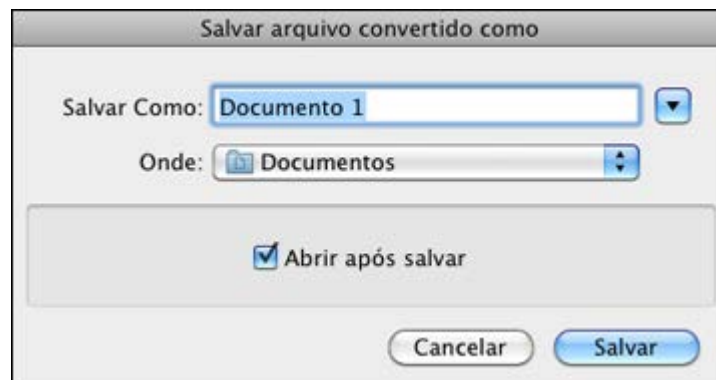 Salvar arquivo convertido como
Salvar Como: Documento 1
Onde: Documentos
Abrir após salvar
Cancelar Salvar